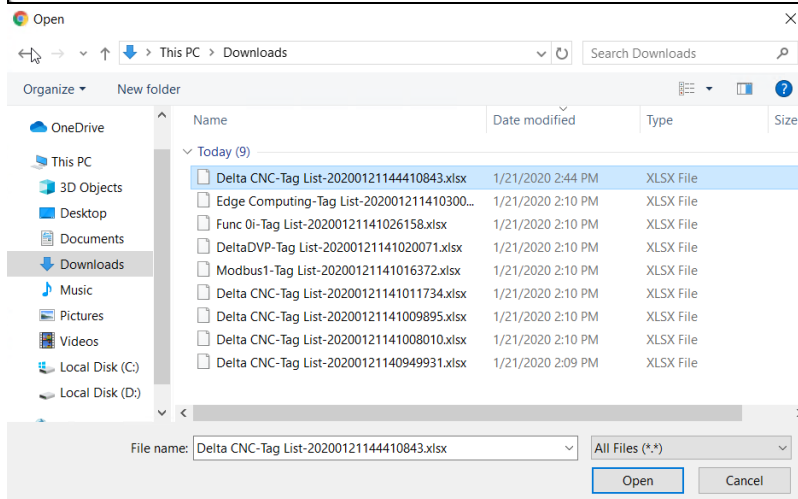 Open
This PC > Downloads
Search Downloads
Organize
New folder
?
Name
Date modified
Type
Size
OneDrive
This PC
3D Objects
Desktop
Documents
Downloads
Music
Pictures
Videos
Local Disk (C:)
Local Disk (D:)
Today (9)
Delta CNC-Tag List-20200121144410843.xlsx 1/21/2020 2:44 PM XLSX File
Edge Computing-Tag List-202001211410300... 1/21/2020 2:10 PM XLSX File
Func 0i-Tag List-20200121141026158.xlsx 1/21/2020 2:10 PM XLSX File
DeltaDVP-Tag List-20200121141020071.xlsx 1/21/2020 2:10 PM XLSX File
Modbus1-Tag List-20200121141016372.xlsx 1/21/2020 2:10 PM XLSX File
Delta CNC-Tag List-20200121141011734.xlsx 1/21/2020 2:10 PM XLSX File
Delta CNC-Tag List-20200121141009895.xlsx 1/21/2020 2:10 PM XLSX File
Delta CNC-Tag List-20200121141008010.xlsx 1/21/2020 2:10 PM XLSX File
Delta CNC-Tag List-20200121140949931.xlsx 1/21/2020 2:09 PM XLSX File
File name: Delta CNC-Tag List-20200121144410843.xlsx
All Files (*.*)
Open
Cancel